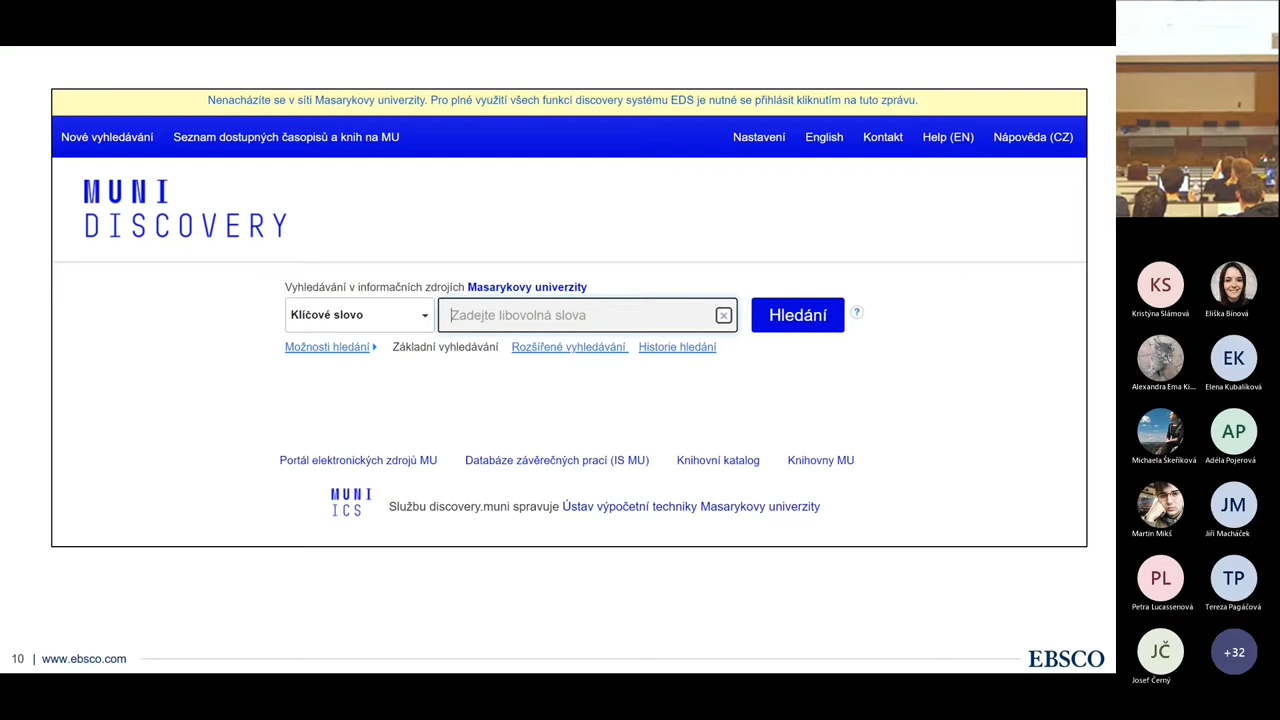 Nenacházíte se v síti Masarykovy univerzity. Pro plné využití všech funkcí discovery systému EDS je nutné se přihlásit kliknutím na tuto zprávu.
Nové vyhledávání Seznam dostupných časopisů a knih na MU Nastavení English Kontakt Help (EN) Nápověda (CZ)
MUNI
DISCOVERY
Vyhledávání v informačních zdrojích Masarykovy univerzity
Klíčové slovo Zadejte libovolná slova Hledání ?
Možnosti hledání Základní vyhledávání Rozšířené vyhledávání Historie hledání
Portál elektronických zdrojů MU Databáze závěrečných prací (IS MU) Knihovní katalog Knihovny MU
MUNI
ICS
Službu discovery.muni spravuje Ústav výpočetní techniky Masarykovy univerzity
10 | www.ebsco.com EBSCO
KS
Kristýna Slámová Eliška Bínová
EK
Alexandra Ema Ki... Elena Kubalíková
AP
Michaela Škeříková Adéla Pojerová
JM
Martin Mikš Jiří Macháček
PL TP
Petra Lucassenová Tereza Pagáčová
JČ +32
Josef Černý